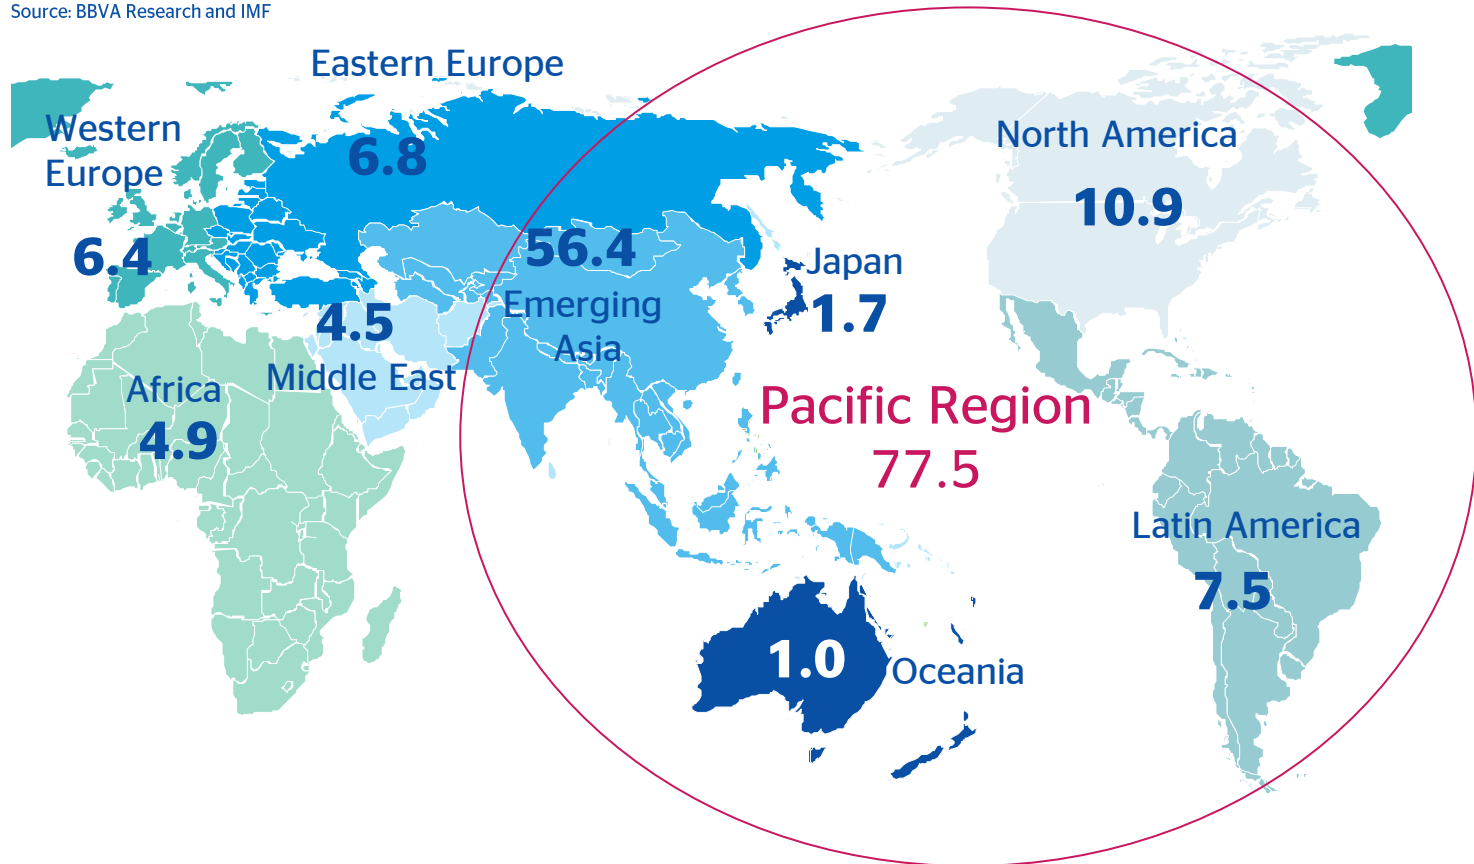 Source: BBVA Research and IMF
Eastern Europe
6.8
Western
Europe
6.4
North America
10.9
56.4
Emerging
Asia
Japan
1.7
4.5
Middle East
Africa
4.9
Pacific Region
77.5
Latin America
7.5
1.0
Oceania